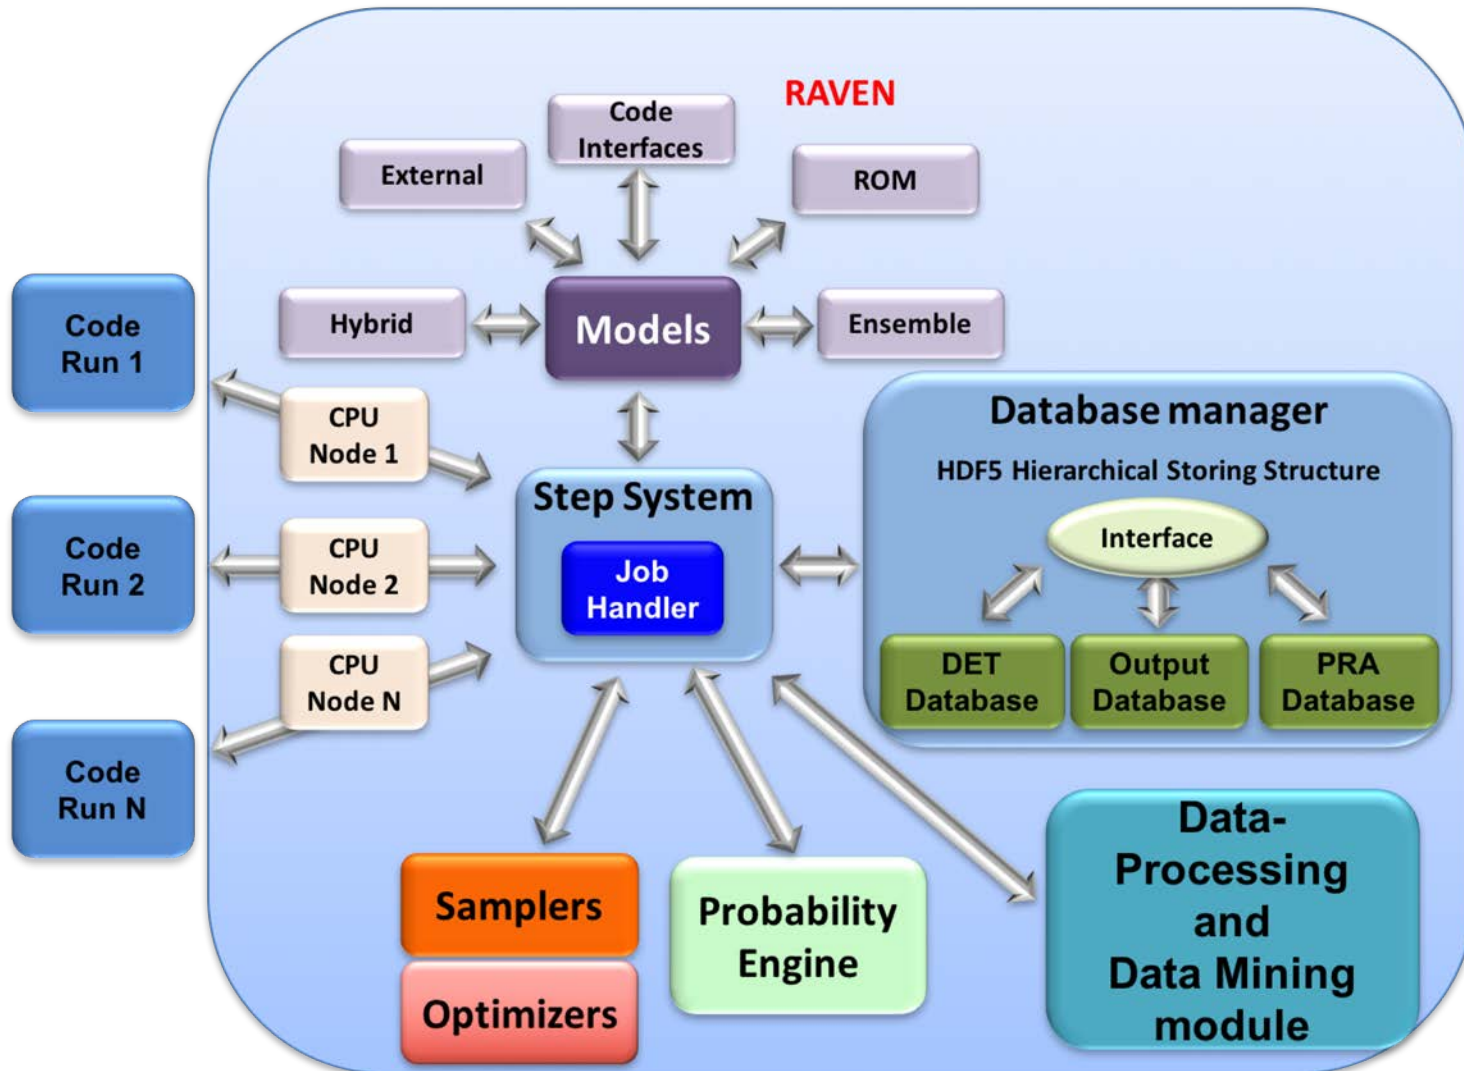 RAVEN
Code
Interfaces
External
ROM
Hybrid
Models
Ensemble
Code
Run 1
CPU
Node 1
Database manager
HDF5 Hierarchical Storing Structure
Step System
Interface
Code
Run 2
CPU
Node 2
Job
Handler
CPU
Node N
DET
Database
Output
Database
PRA
Database
Code
Run N
Samplers
Optimizers
Probability
Engine
Data-
Processing
and
Data Mining
module